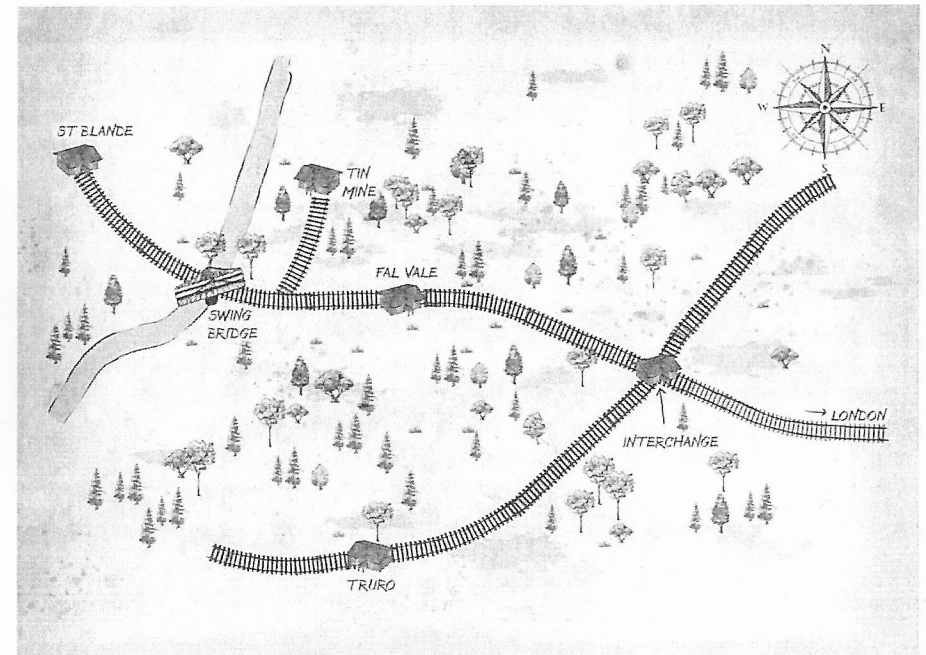 N
W
E
S
ST BLANDE
TIN
MINE
FAL VALE
SWING
BRIDGE
→ LONDON
INTERCHANGE
TRURO